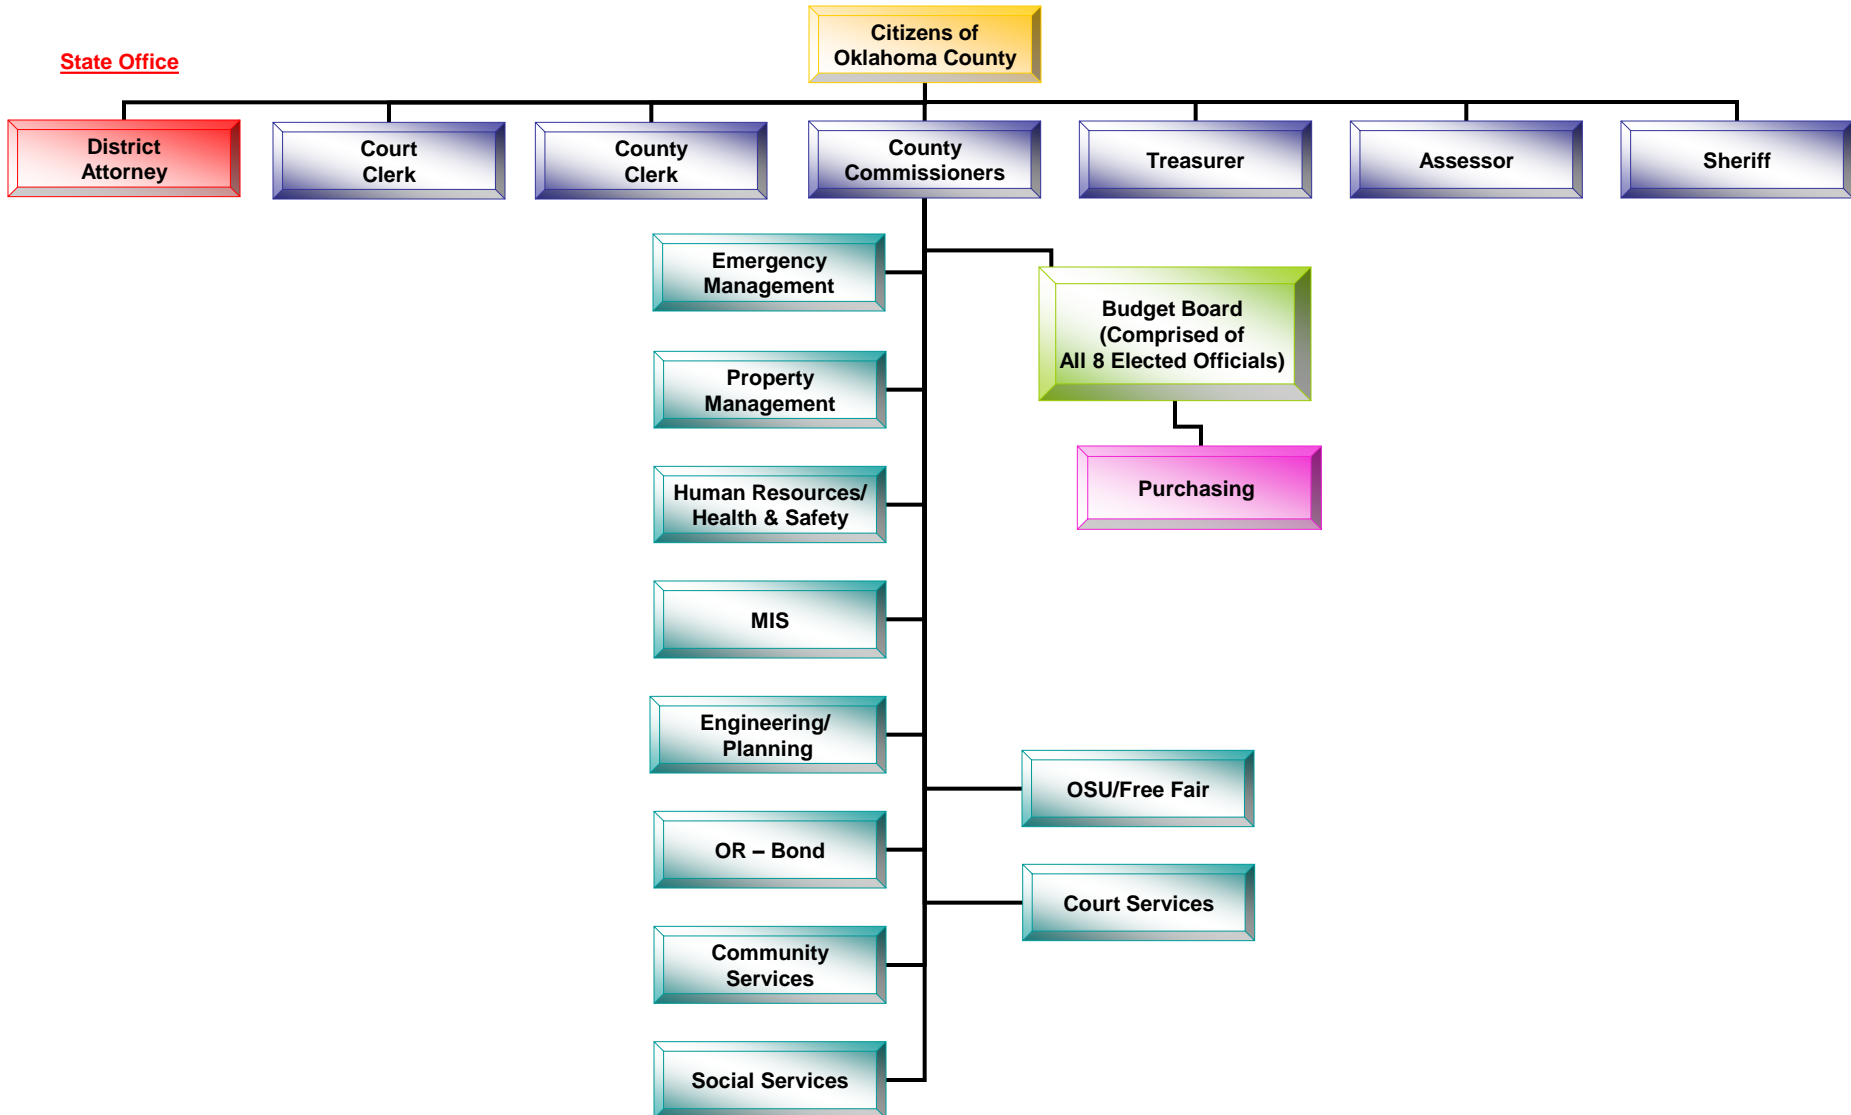 Citizens of
Oklahoma County
State Office
District
Attorney
Court
Clerk
County
Clerk
County
Commissioners
Treasurer
Assessor
Sheriff
Emergency
Management
Budget Board
(Comprised of
All 8 Elected Officials)
Property
Management
Purchasing
Human Resources/
Health & Safety
MIS
Engineering/
Planning
OSU/Free Fair
OR – Bond
Court Services
Community
Services
Social Services